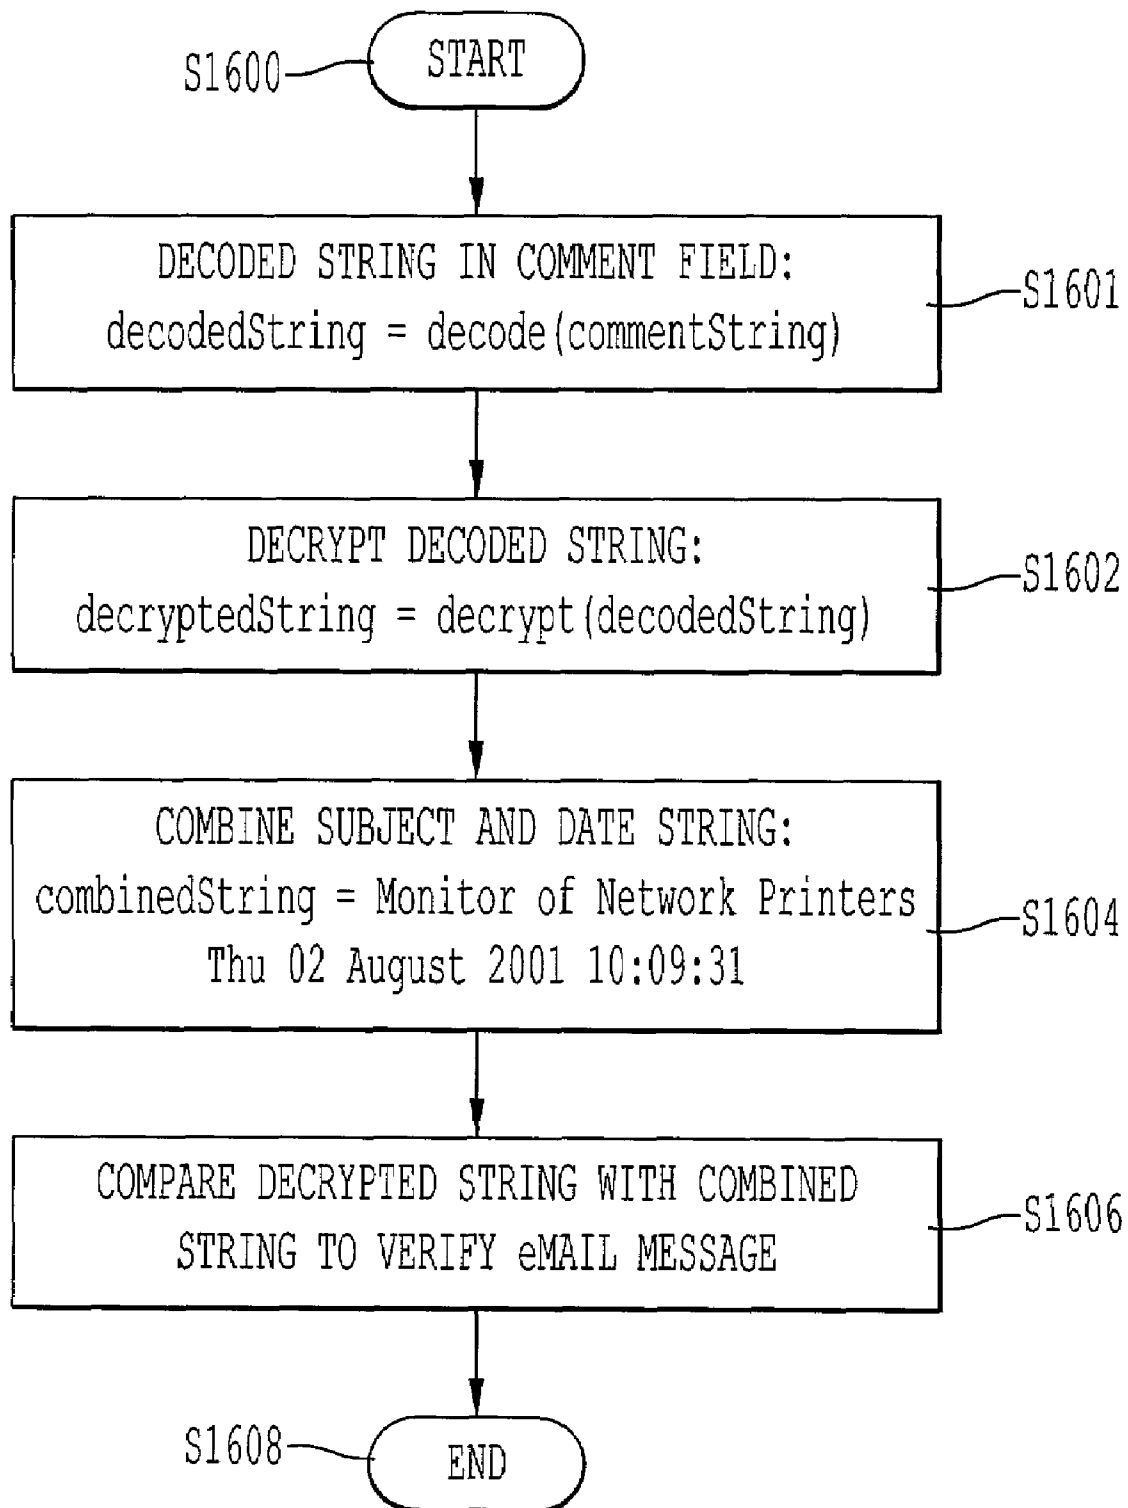 START
S1600
DECODED STRING IN COMMENT FIELD:
decodedString = decode(commentString)
S1601
DECRYPT DECODED STRING:
decryptedString = decrypt(decodedString)
S1602
COMBINE SUBJECT AND DATE STRING:
combinedString = Monitor of Network Printers
Thu 02 August 2001 10:09:31
S1604
COMPARE DECRYPTED STRING WITH COMBINED
STRING TO VERIFY eMAIL MESSAGE
S1606
S1608
END